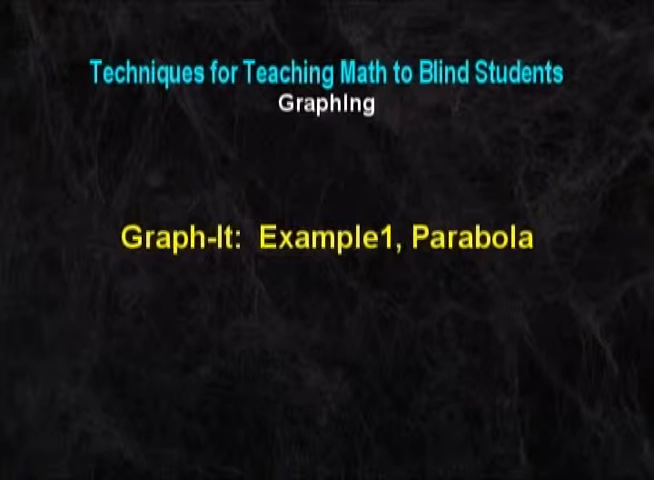 Techniques for Teaching Math to Blind Students
Graphing
Graph-It:  Example1, Parabola